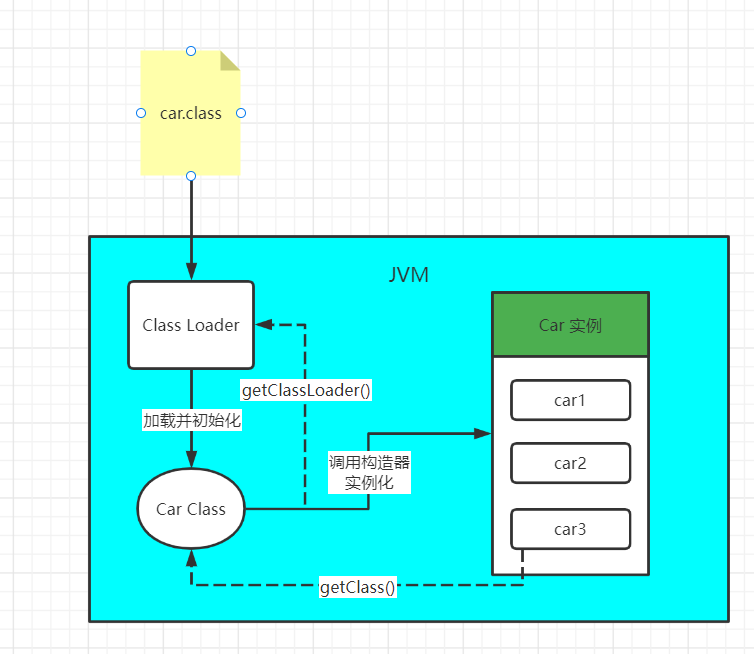 car.class
JVM
Class Loader
Car 实例
getClassLoader()
car1
加载并初始化
car2
调用构造器
实例化
Car Class
car3
getClass()